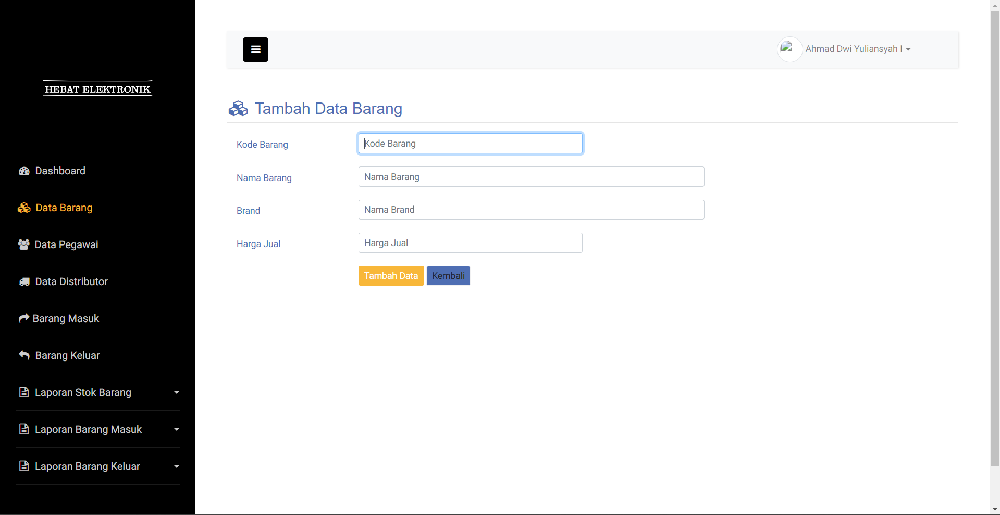 HEBAT ELEKTRONIK
Dashboard
Data Barang
Data Pegawai
Data Distributor
Barang Masuk
Barang Keluar
Laporan Stok Barang
Laporan Barang Masuk
Laporan Barang Keluar
Ahmad Dwi Yuliansyah I
Tambah Data Barang
Kode Barang
Kode Barang
Nama Barang
Nama Barang
Brand
Nama Brand
Harga Jual
Harga Jual
Tambah Data
Kembali